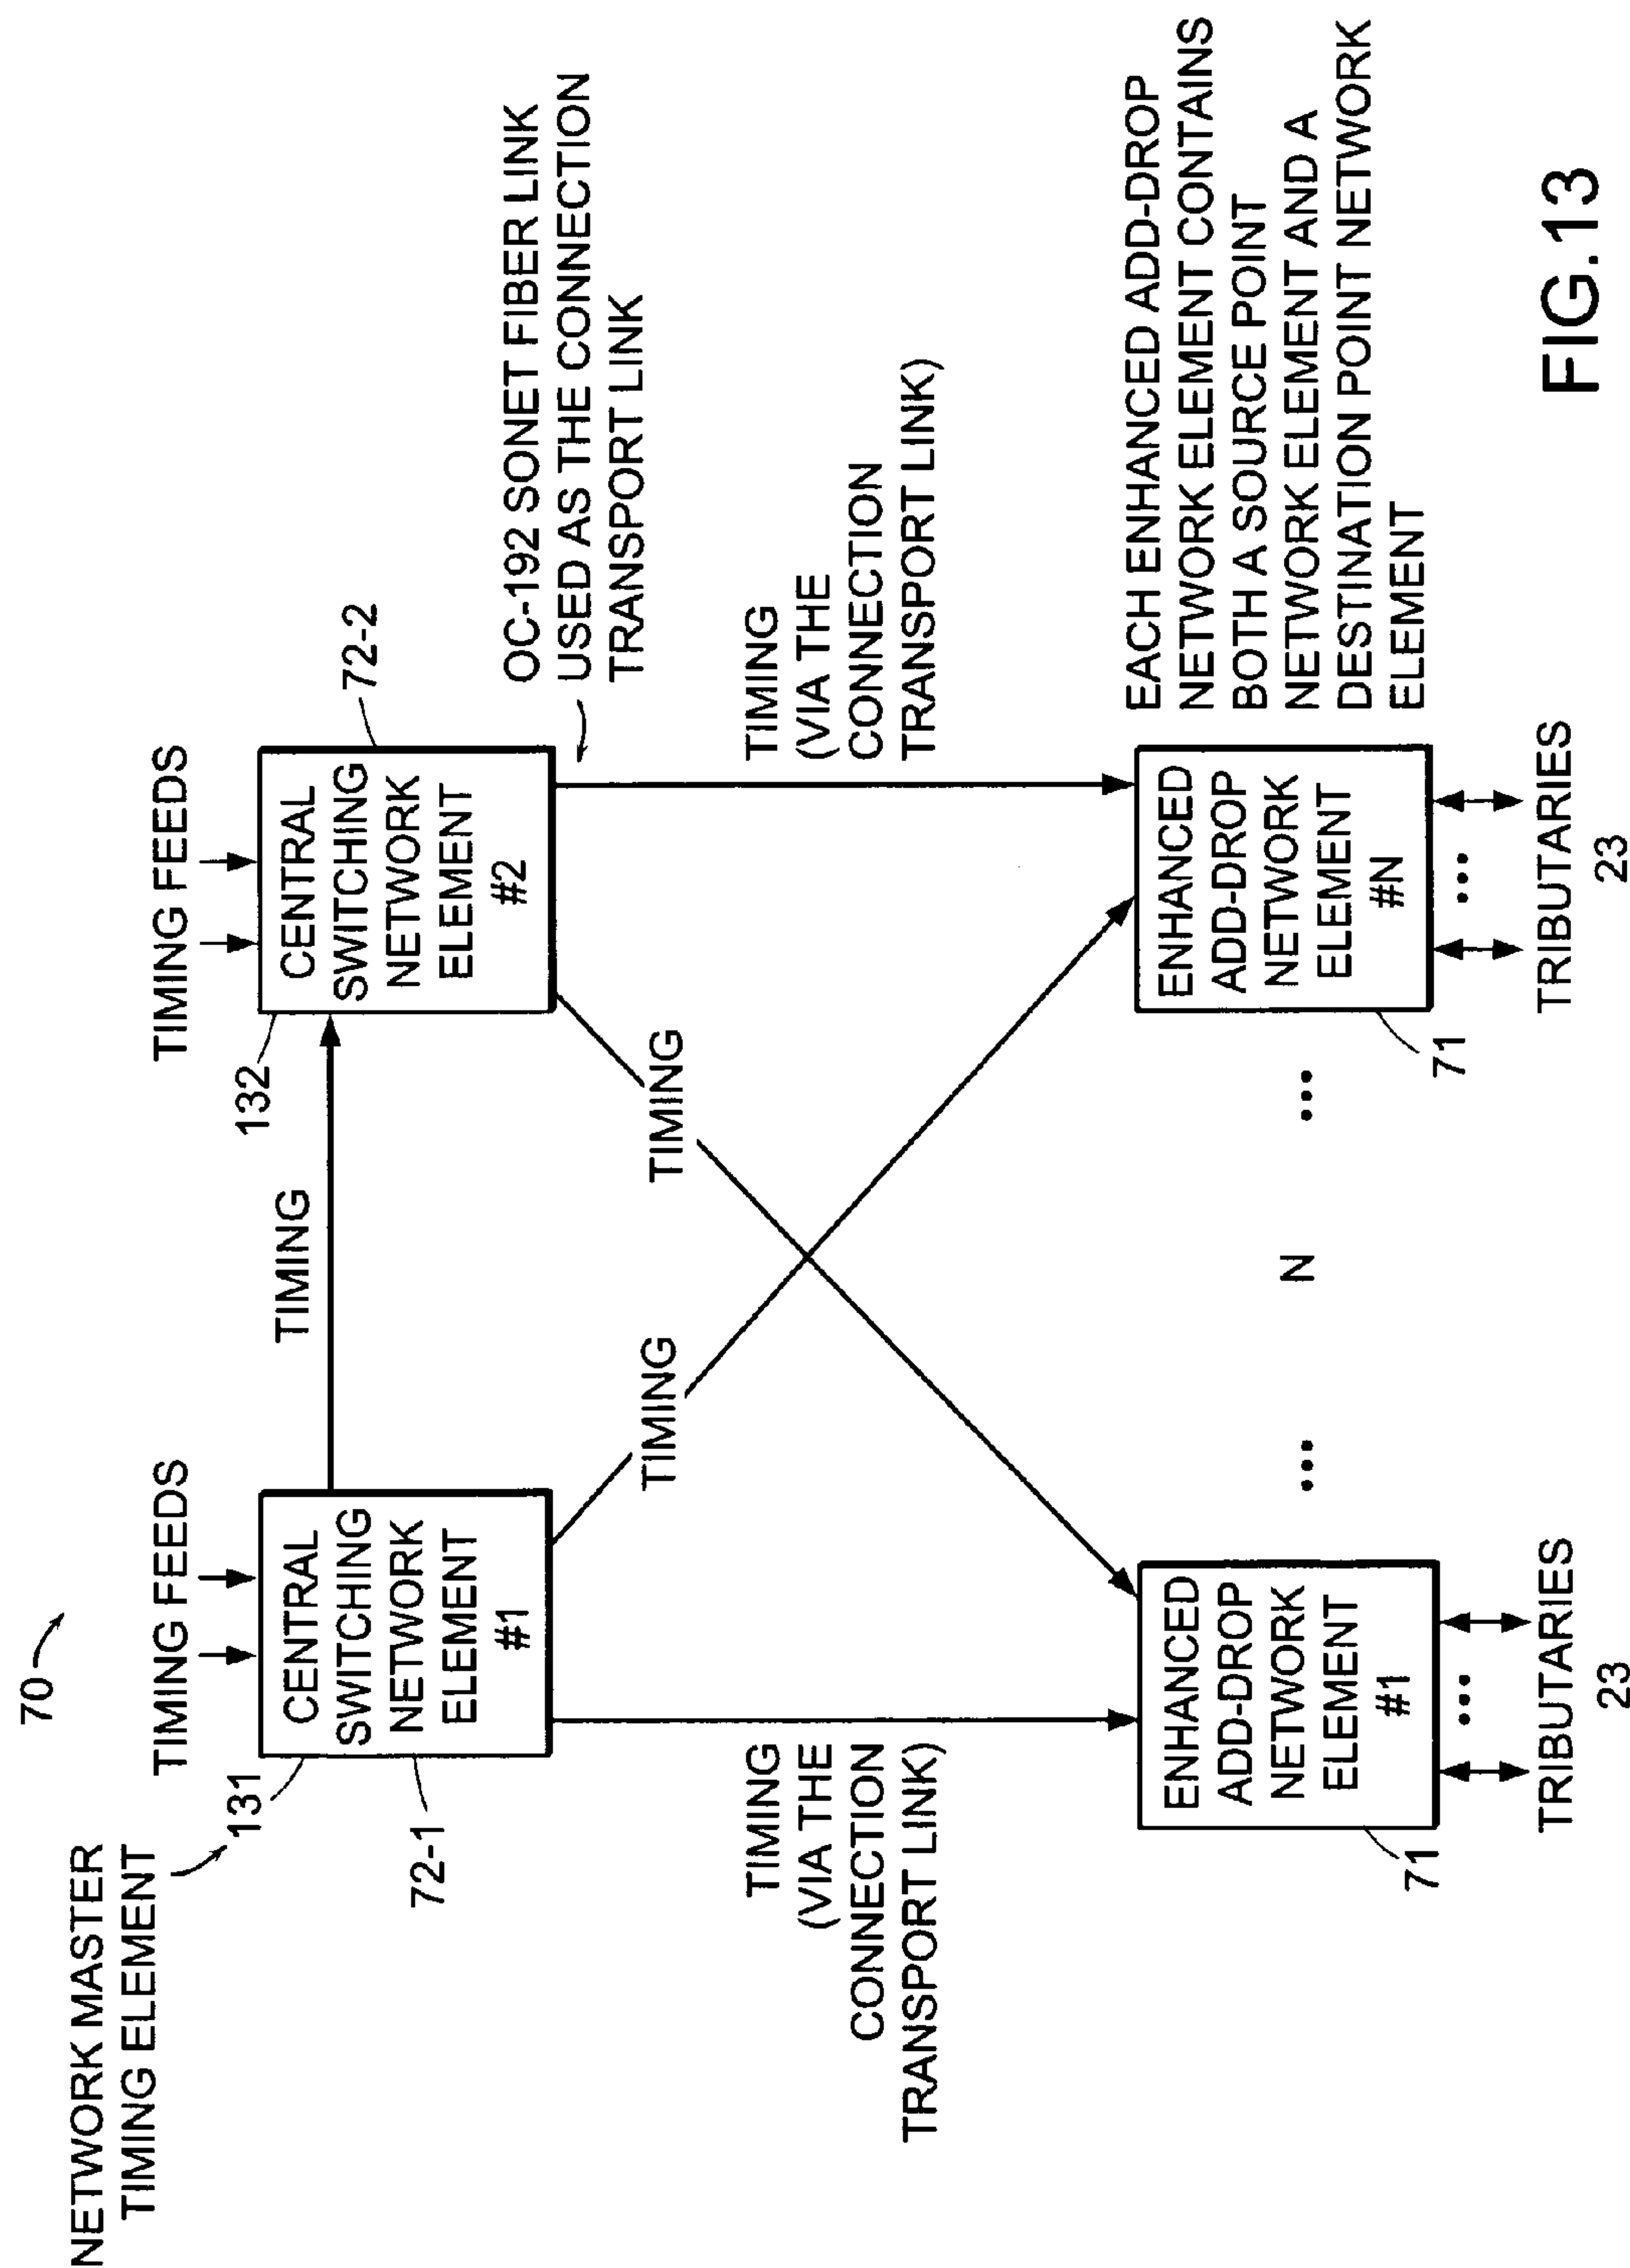 70
NETWORK MASTER
TIMING ELEMENT
TIMING FEEDS
TIMING FEEDS
131
132
CENTRAL
SWITCHING
NETWORK
ELEMENT
#1
TIMING
CENTRAL
SWITCHING
NETWORK
ELEMENT
#2
72-1
72-2
OC-192 SONET FIBER LINK
USED AS THE CONNECTION
TRANSPORT LINK
TIMING
TIMING
TIMING
(VIA THE
CONNECTION
TRANSPORT LINK)
TIMING
(VIA THE
CONNECTION
TRANSPORT LINK)
ENHANCED
ADD-DROP
NETWORK
ELEMENT
#1
... N ...
ENHANCED
ADD-DROP
NETWORK
ELEMENT
#N
EACH ENHANCED ADD-DROP
NETWORK ELEMENT CONTAINS
BOTH A SOURCE POINT
NETWORK ELEMENT AND A
DESTINATION POINT NETWORK
ELEMENT
71
71
...
...
TRIBUTARIES
23
TRIBUTARIES
23
FIG.13